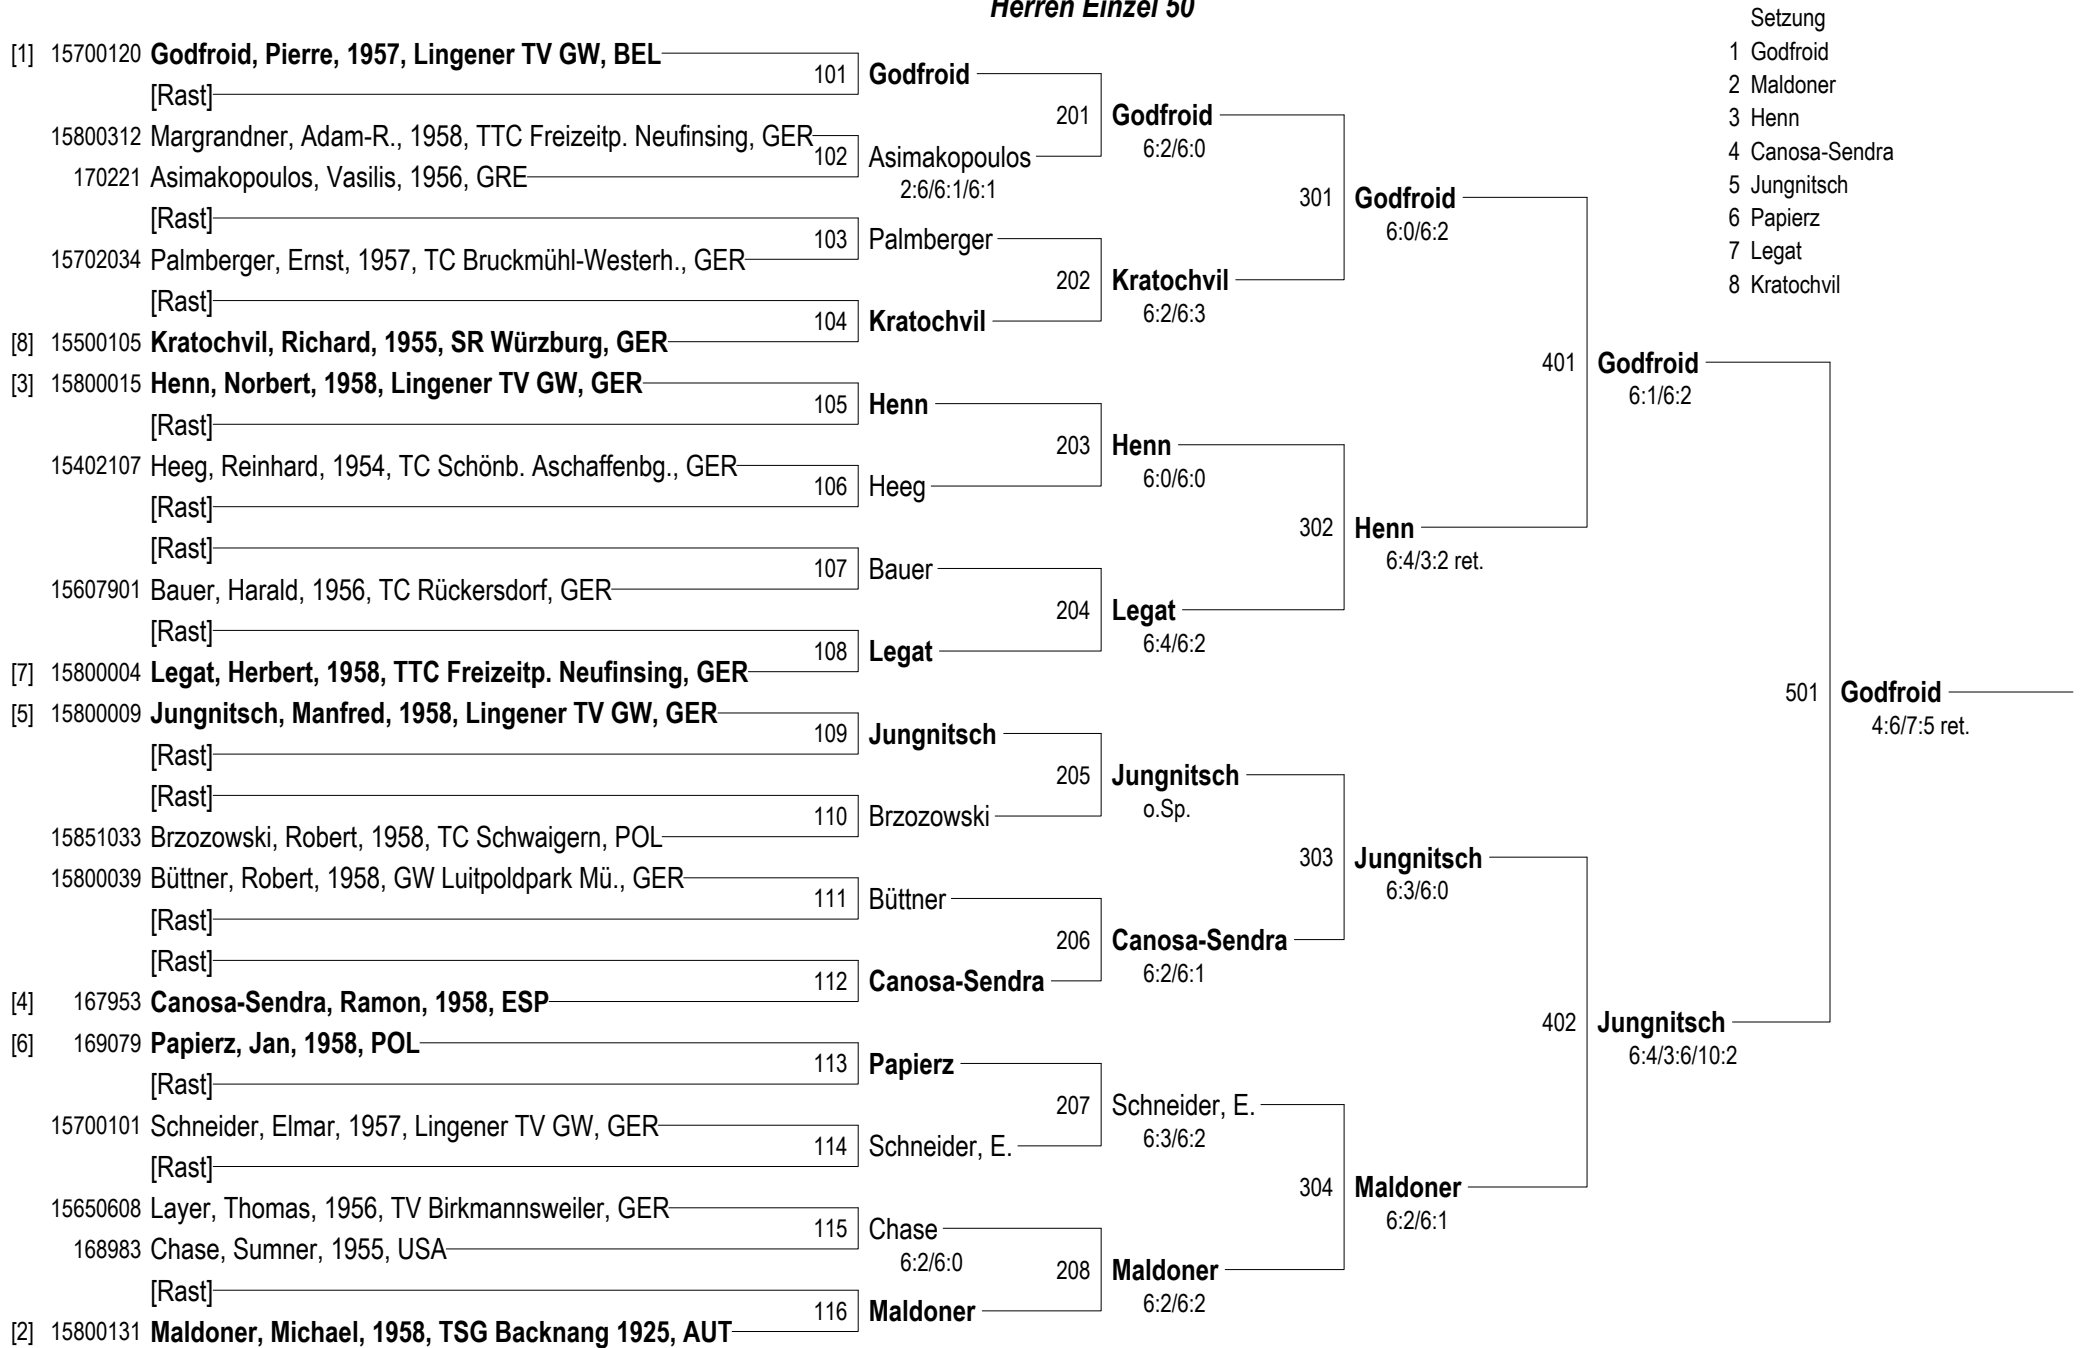 Herren Einzel 50
Setzung
1 Godfroid
2 Maldoner
3 Henn
4 Canosa-Sendra
5 Jungnitsch
6 Papierz
7 Legat
8 Kratochvil
[1] 15700120 Godfroid, Pierre, 1957, Lingener TV GW, BEL
[Rast]
15800312 Margrandner, Adam-R., 1958, TTC Freizeitp. Neufinsing, GER
170221 Asimakopoulos, Vasilis, 1956, GRE
[Rast]
15702034 Palmberger, Ernst, 1957, TC Bruckmühl-Westerh., GER
[Rast]
[8] 15500105 Kratochvil, Richard, 1955, SR Würzburg, GER
[3] 15800015 Henn, Norbert, 1958, Lingener TV GW, GER
[Rast]
15402107 Heeg, Reinhard, 1954, TC Schönb. Aschaffenbg., GER
[Rast]
[Rast]
15607901 Bauer, Harald, 1956, TC Rückersdorf, GER
[Rast]
[7] 15800004 Legat, Herbert, 1958, TTC Freizeitp. Neufinsing, GER
[5] 15800009 Jungnitsch, Manfred, 1958, Lingener TV GW, GER
[Rast]
[Rast]
15851033 Brzozowski, Robert, 1958, TC Schwaigern, POL
15800039 Büttner, Robert, 1958, GW Luitpoldpark Mü., GER
[Rast]
[Rast]
[4] 167953 Canosa-Sendra, Ramon, 1958, ESP
[6] 169079 Papierz, Jan, 1958, POL
[Rast]
15700101 Schneider, Elmar, 1957, Lingener TV GW, GER
[Rast]
15650608 Layer, Thomas, 1956, TV Birkmannsweiler, GER
168983 Chase, Sumner, 1955, USA
[Rast]
[2] 15800131 Maldoner, Michael, 1958, TSG Backnang 1925, AUT
101 Godfroid
102 Asimakopoulos
2:6/6:1/6:1
103 Palmberger
104 Kratochvil
105 Henn
106 Heeg
107 Bauer
108 Legat
109 Jungnitsch
110 Brzozowski
111 Büttner
112 Canosa-Sendra
113 Papierz
114 Schneider, E.
115 Chase
6:2/6:0
116 Maldoner
201 Godfroid
6:2/6:0
202 Kratochvil
6:2/6:3
203 Henn
6:0/6:0
204 Legat
6:4/6:2
205 Jungnitsch
o.Sp.
206 Canosa-Sendra
6:2/6:1
207 Schneider, E.
6:3/6:2
208 Maldoner
6:2/6:2
301 Godfroid
6:0/6:2
302 Henn
6:4/3:2 ret.
303 Jungnitsch
6:3/6:0
304 Maldoner
6:2/6:1
401 Godfroid
6:1/6:2
402 Jungnitsch
6:4/3:6/10:2
501 Godfroid
4:6/7:5 ret.